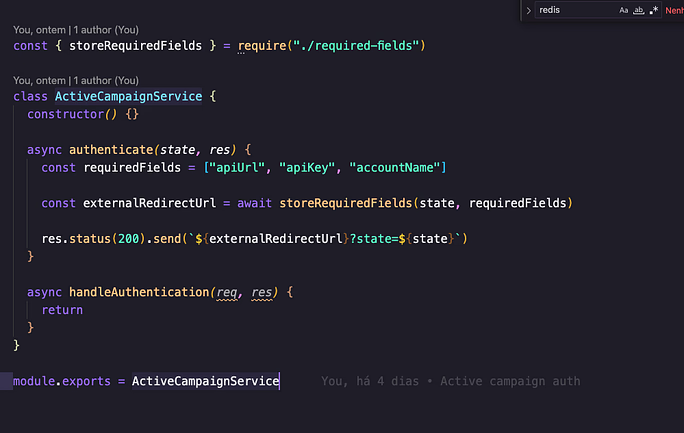 redis
Aa
ab
.*
Nenh
You, ontem | 1 author (You)
const { storeRequiredFields } = require("./required-fields")
You, ontem | 1 author (You)
class ActiveCampaignService {
constructor() {}
async authenticate(state, res) {
const requiredFields = ["apiUrl", "apiKey", "accountName"]
const externalRedirectUrl = await storeRequiredFields(state, requiredFields)
res.status(200).send(`${externalRedirectUrl}?state=${state}`)
}
async handleAuthentication(req, res) {
return
}
}
module.exports = ActiveCampaignService You, há 4 dias • Active campaign auth